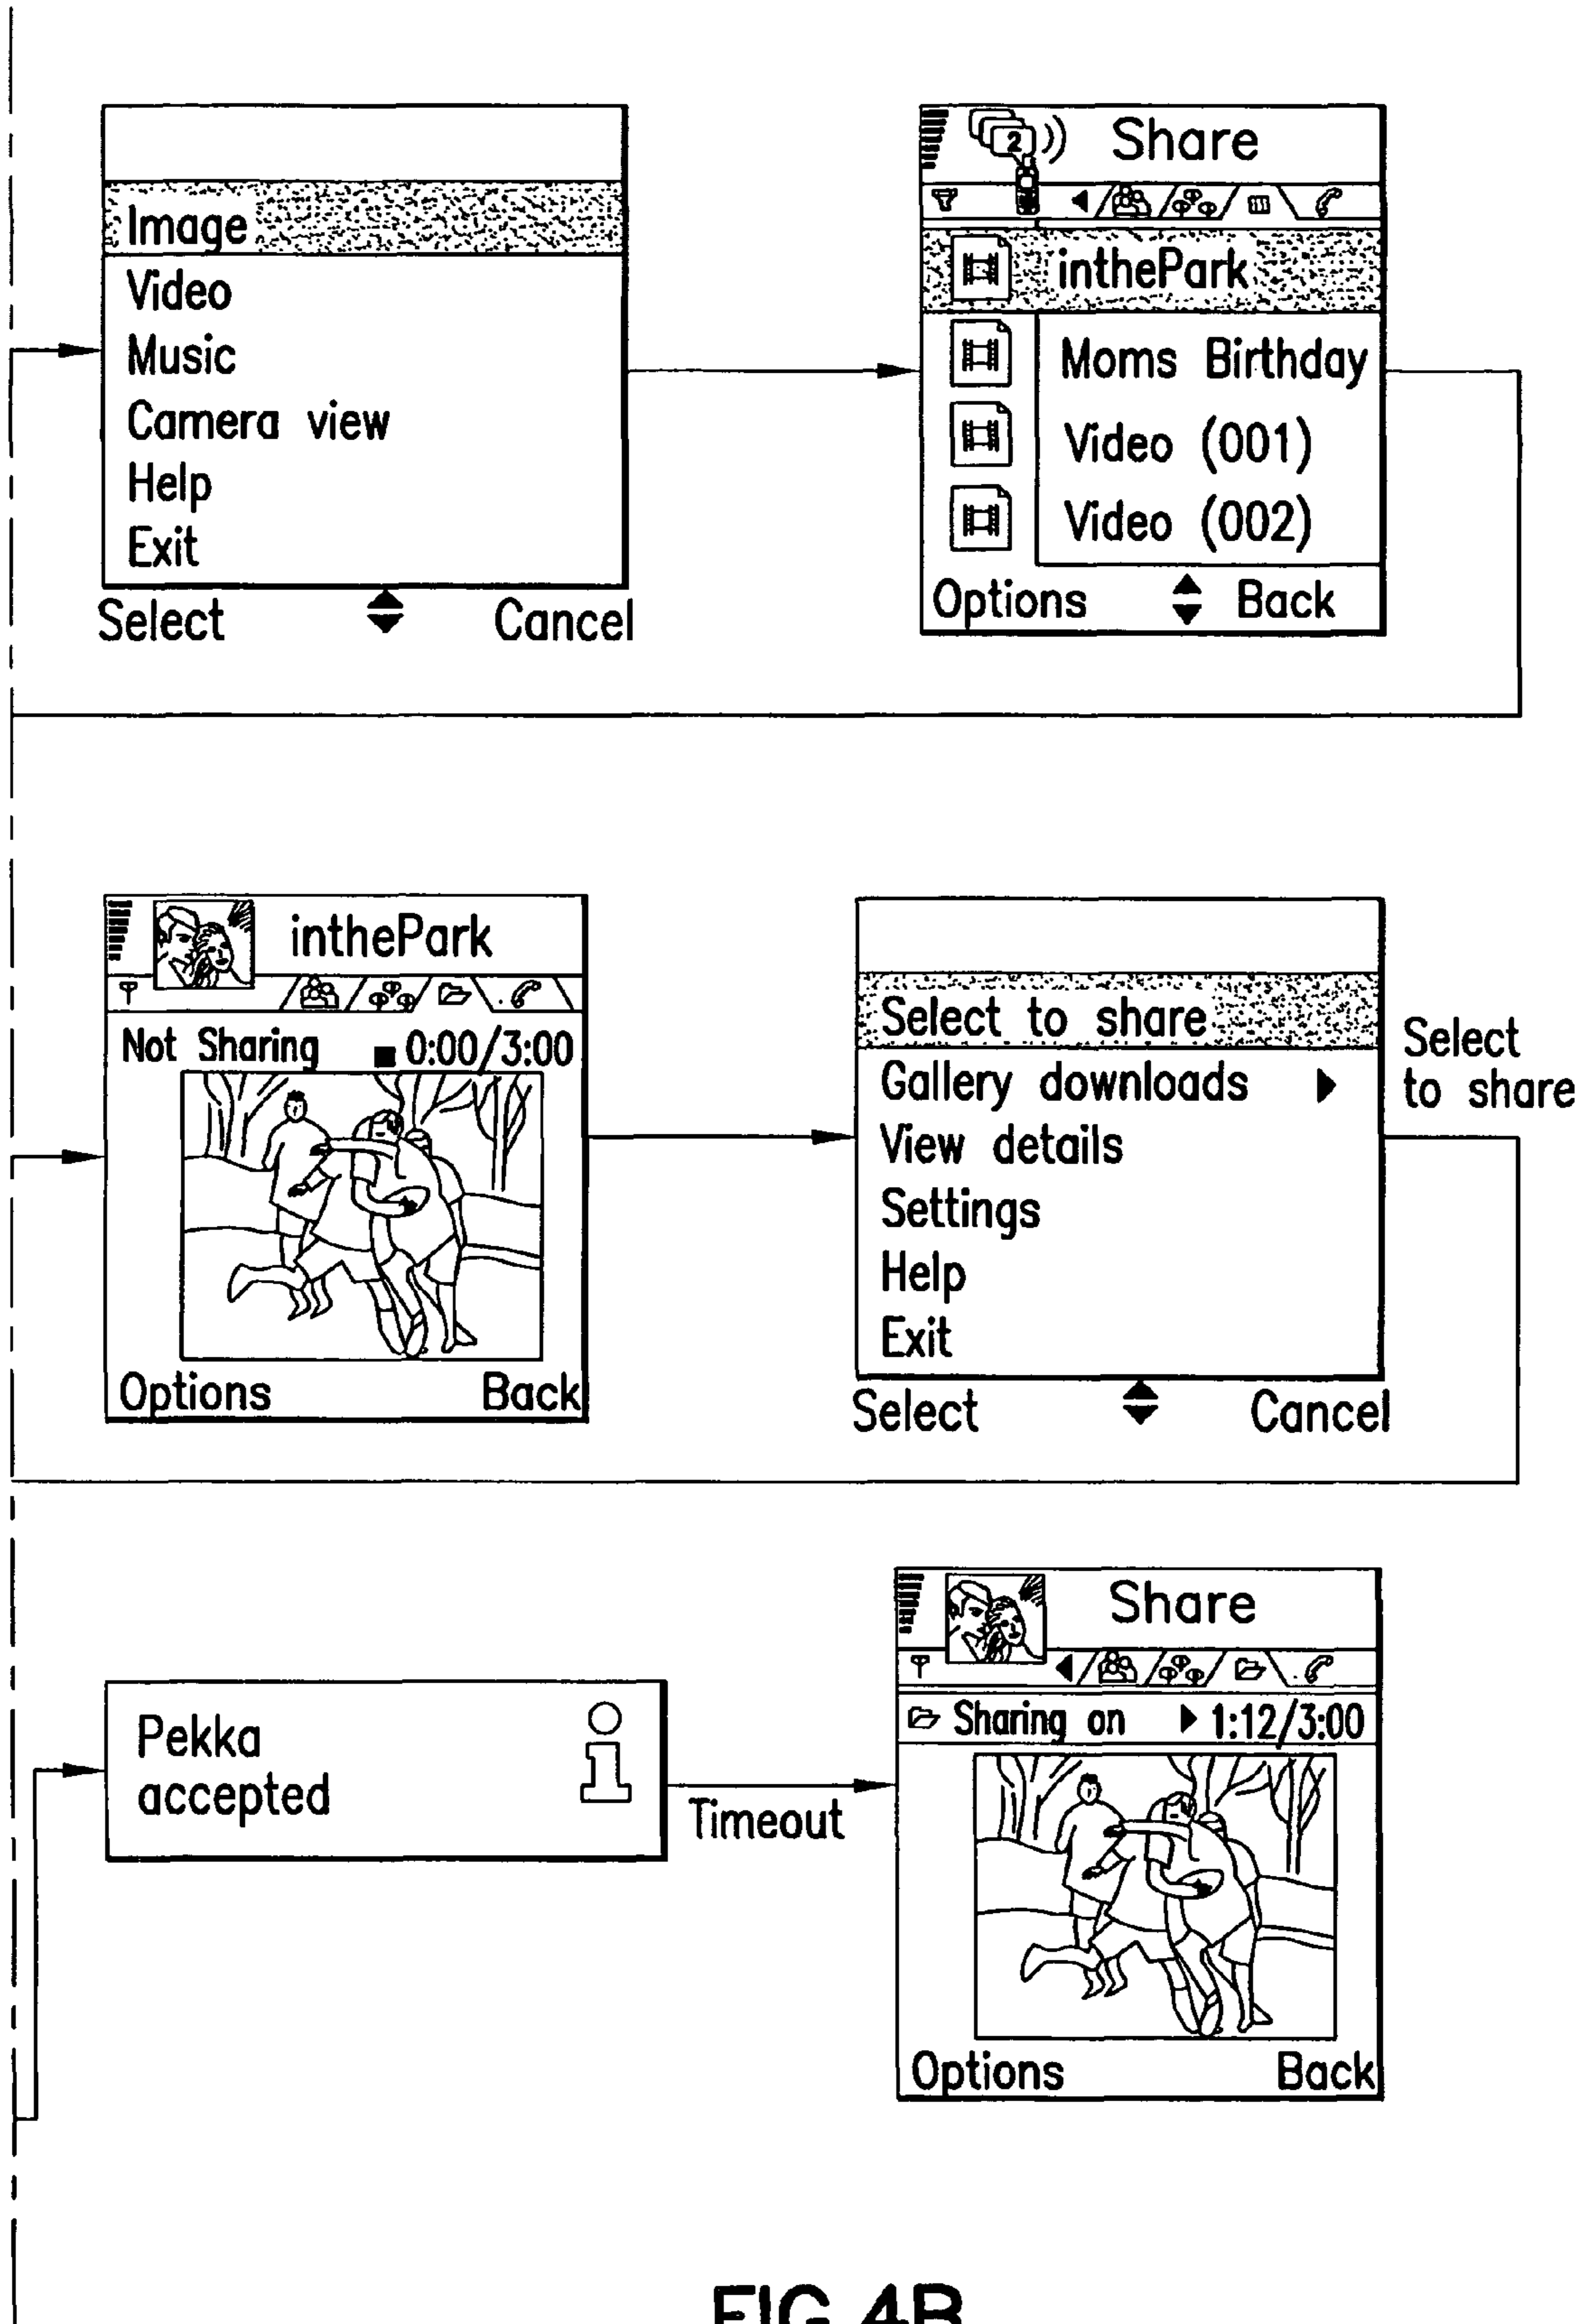 Image
Video
Music
Camera view
Help
Exit
Select Cancel
2
Share
inthePark
Moms Birthday
Video (001)
Video (002)
Options Back
inthePark
Not Sharing 0:00/3:00
Options Back
Select to share
Gallery downloads
View details
Settings
Help
Exit
Select Cancel
Select
to share
Pekka
accepted
i
Timeout
Share
Sharing on 1:12/3:00
Options Back
FIG. 4B